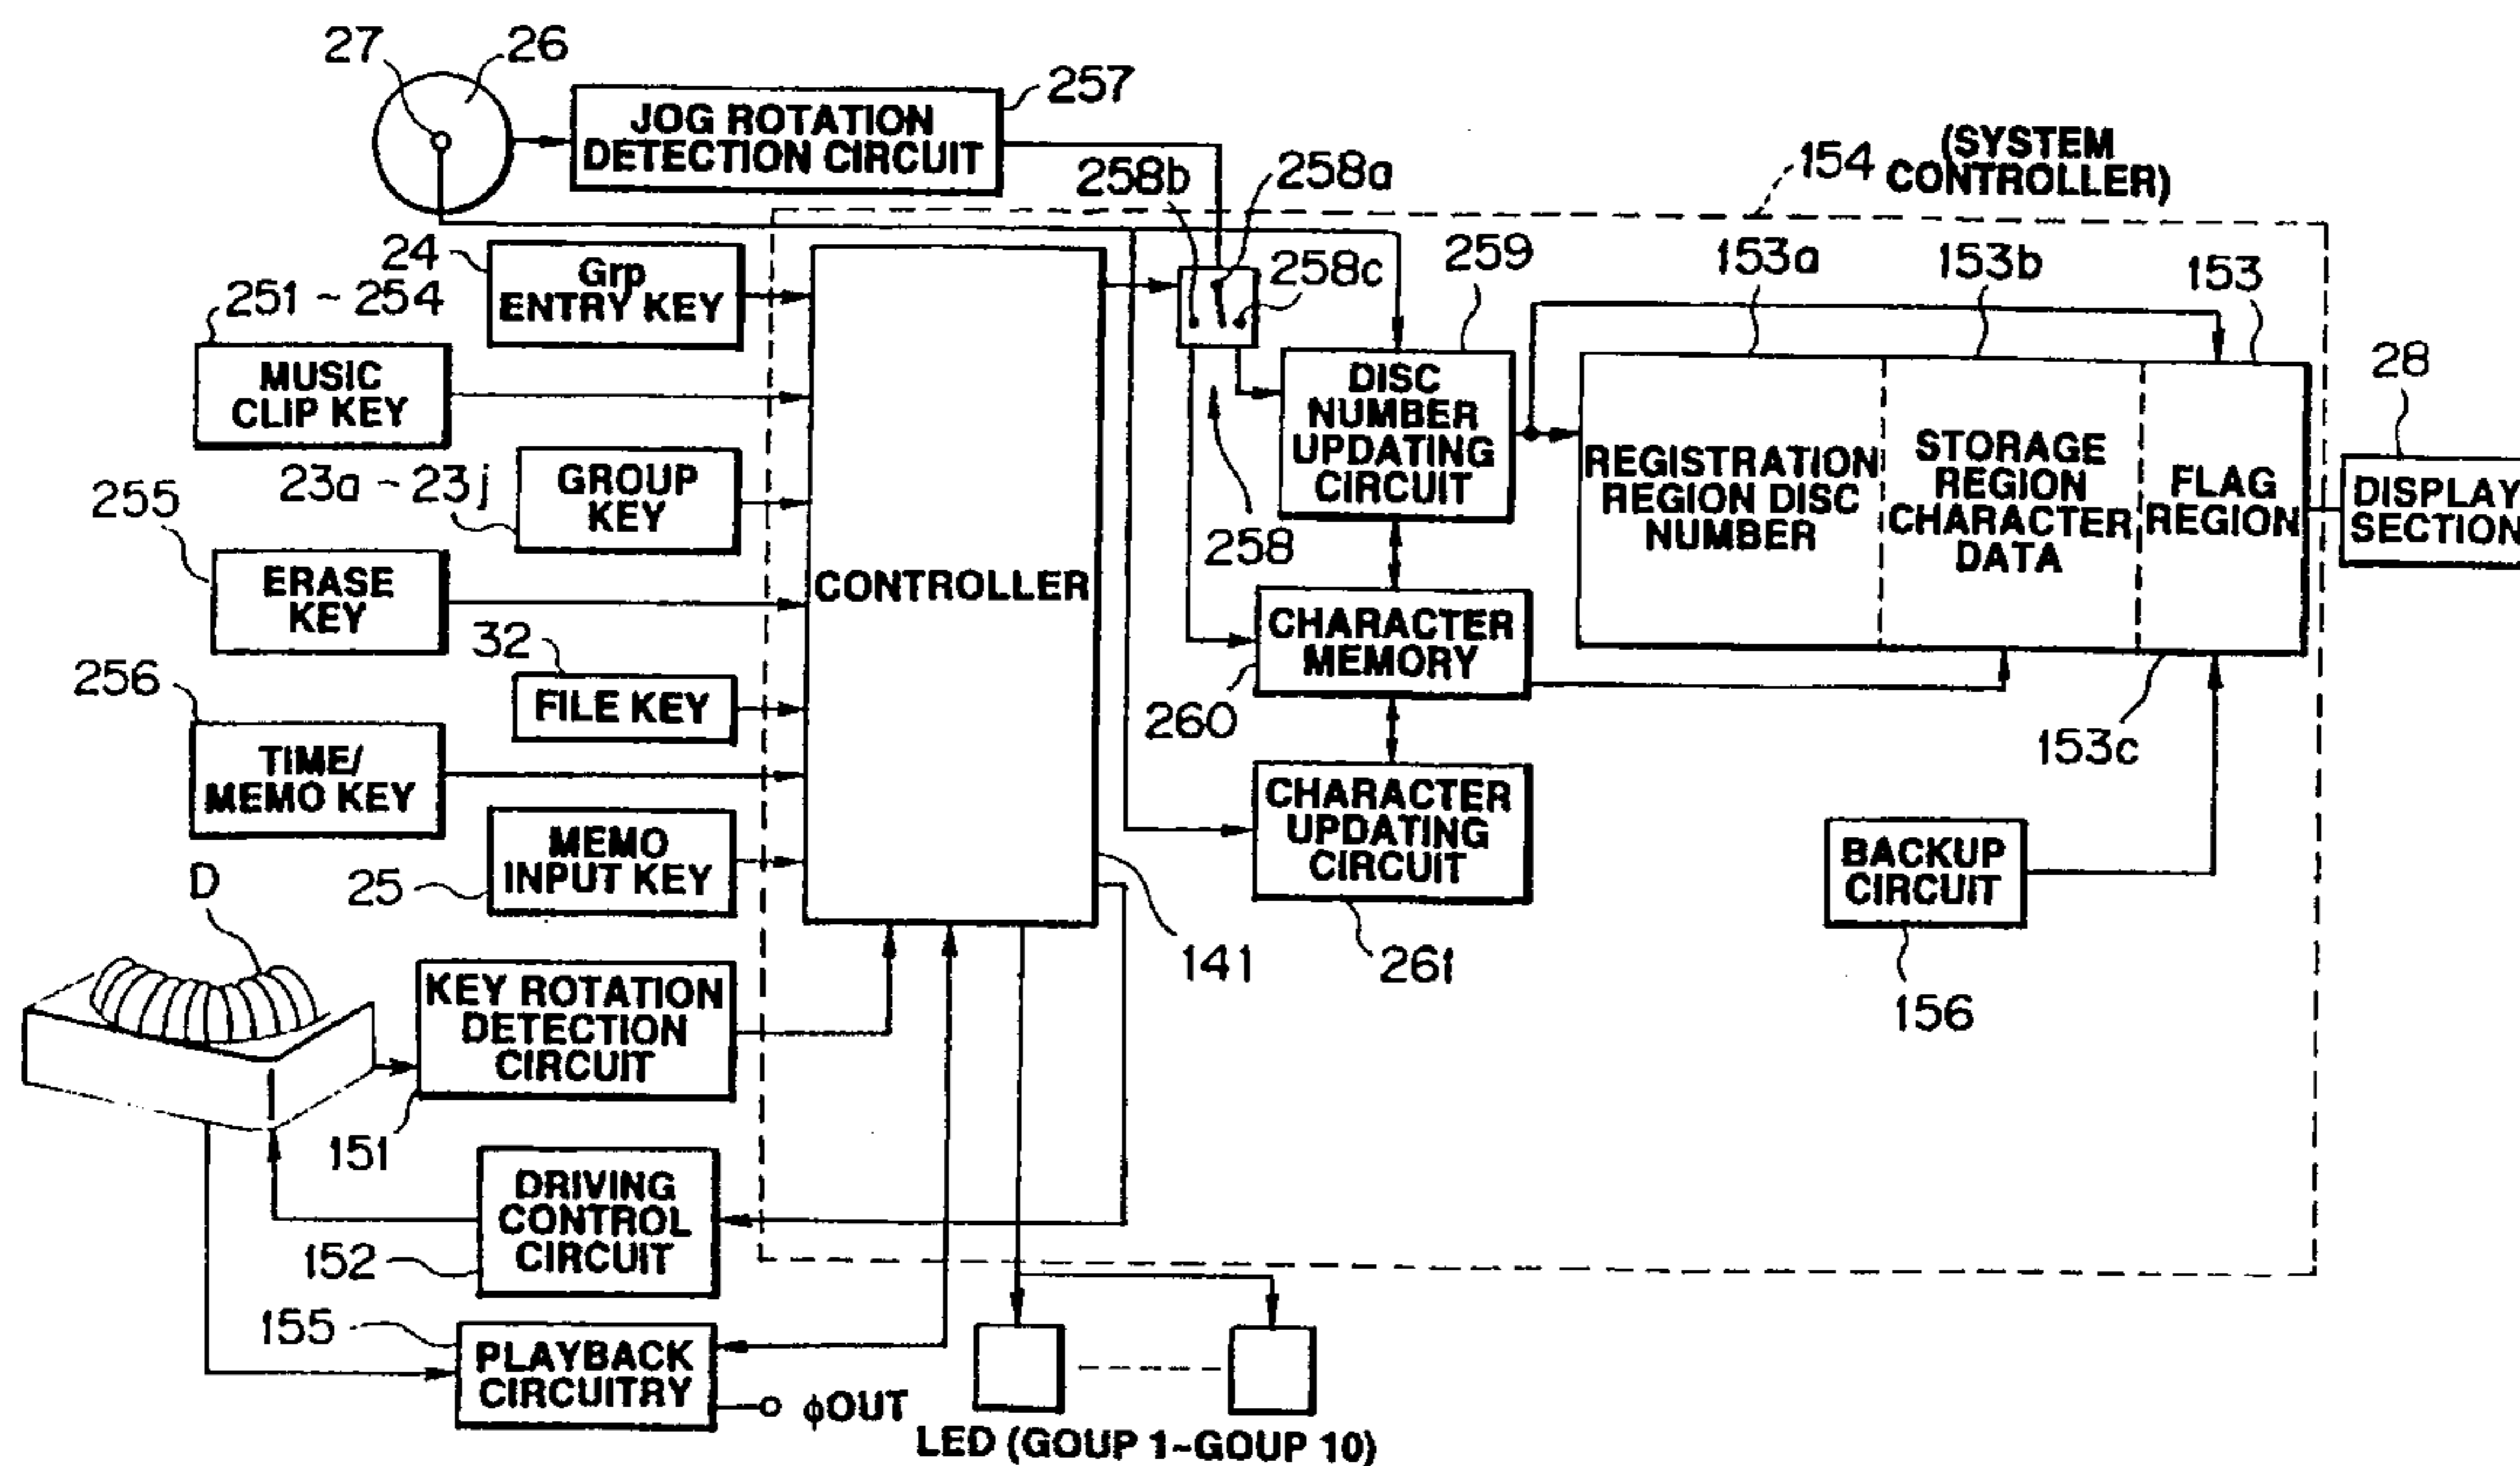 27
26
JOG ROTATION
DETECTION CIRCUIT
257
258b
258a
154
(SYSTEM
CONTROLLER)
24
Grp
ENTRY KEY
258c
259
153a
153b
153
251 ~ 254
MUSIC
CLIP KEY
DISC
NUMBER
UPDATING
CIRCUIT
28
23a ~ 23j
GROUP
KEY
REGISTRATION
REGION DISC
NUMBER
STORAGE
REGION
CHARACTER
DATA
FLAG
REGION
DISPLAY
SECTION
255
ERASE
KEY
CONTROLLER
258
32
FILE KEY
CHARACTER
MEMORY
260
153c
256
TIME/
MEMO KEY
CHARACTER
UPDATING
CIRCUIT
261
MEMO
INPUT KEY
25
BACKUP
CIRCUIT
156
D
141
KEY ROTATION
DETECTION
CIRCUIT
151
DRIVING
CONTROL
CIRCUIT
152
155
PLAYBACK
CIRCUITRY
ϕOUT
LED (GOUP 1~GOUP 10)